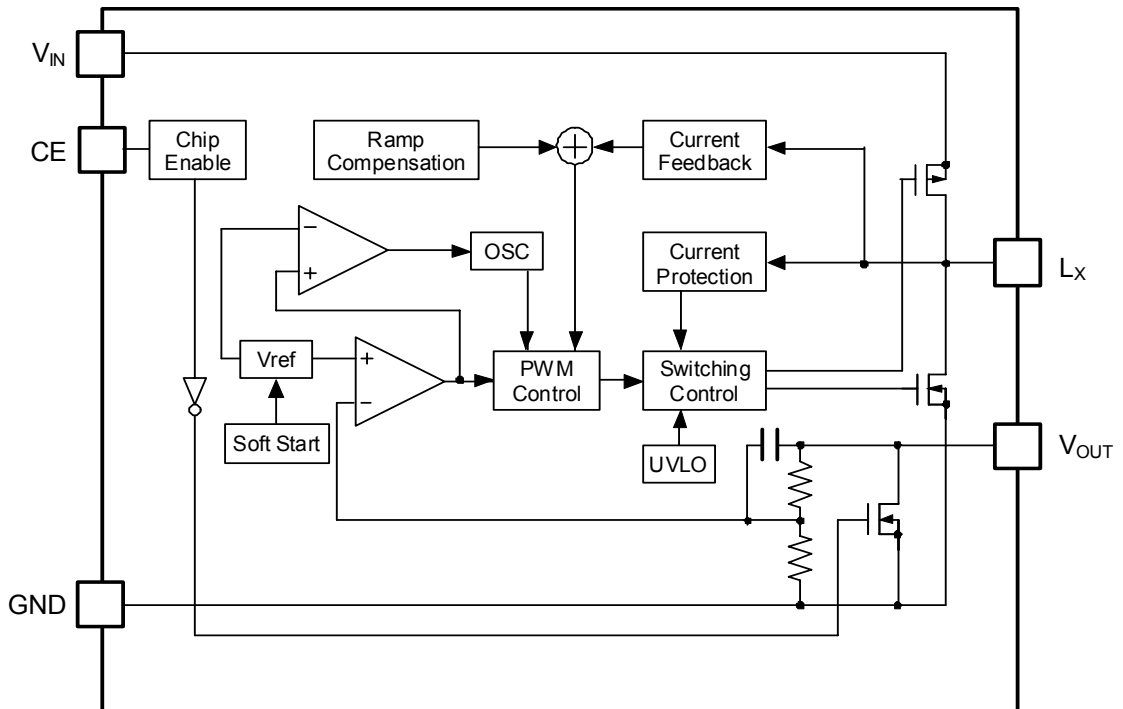 VIN
CE
Chip
Enable
Ramp
Compensation
+
Current
Feedback
−
+
OSC
Current
Protection
LX
Vref
+
−
PWM
Control
Switching
Control
Soft Start
UVLO
VOUT
GND